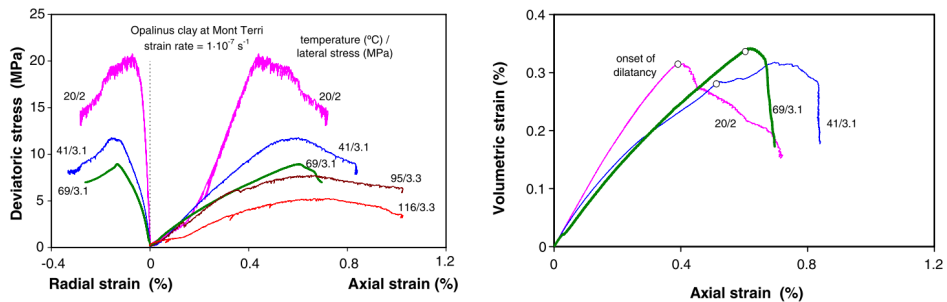 Opalinus clay at Mont Terri
strain rate = 1·10⁻⁷ s⁻¹
temperature (ºC) /
lateral stress (MPa)
Deviatoric stress (MPa)
25
20
15
10
5
0
20/2
20/2
41/3.1
41/3.1
69/3.1
69/3.1
95/3.3
116/3.3
-0.4
0
0.4
0.8
1.2
Radial strain (%)
Axial strain (%)
Volumetric strain (%)
0.4
0.3
0.2
0.1
0
onset of
dilatancy
20/2
69/3.1
41/3.1
0
0.4
0.8
1.2
Axial strain (%)